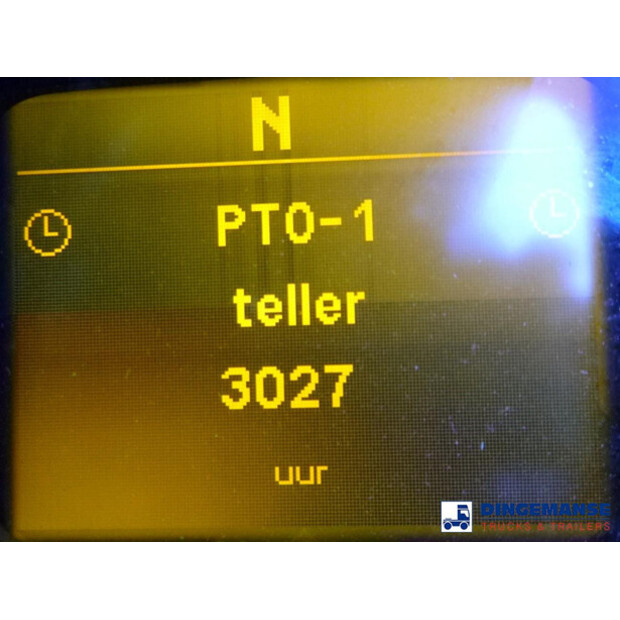 N
PTO-1
teller
3027
uur
DINGEMANSE
TRUCKS & TRAILERS